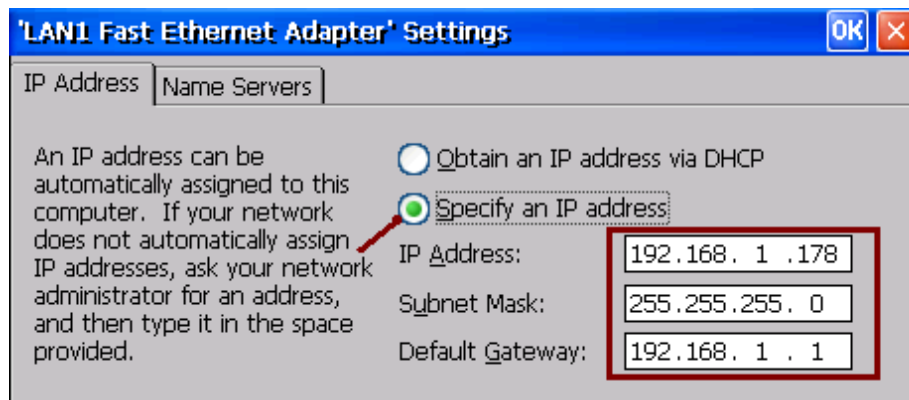 'LAN1 Fast Ethernet Adapter' Settings OK
IP Address Name Servers
An IP address can be
automatically assigned to this
computer. If your network
does not automatically assign
IP addresses, ask your network
administrator for an address,
and then type it in the space
provided.
Obtain an IP address via DHCP
Specify an IP address
IP Address: 192.168. 1 .178
Subnet Mask: 255.255.255. 0
Default Gateway: 192.168. 1 . 1